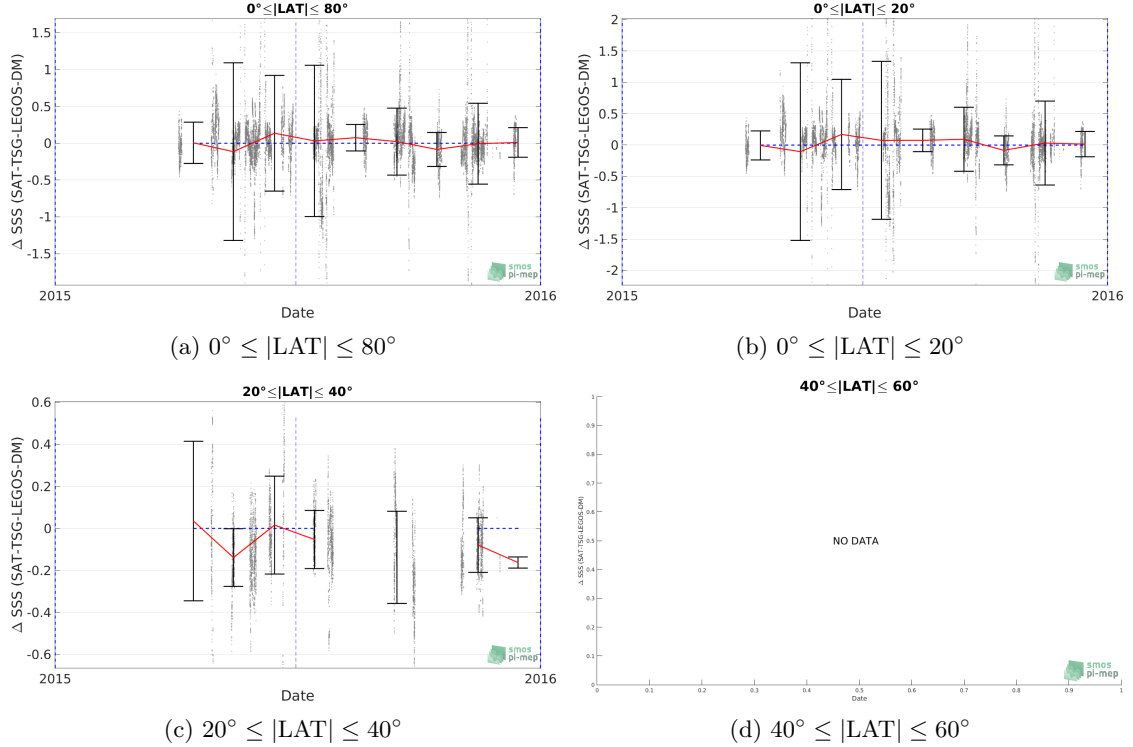 0°≤|LAT|≤ 80°
Δ SSS (SAT-TSG-LEGOS-DM)
1.5
1
0.5
0
-0.5
-1
-1.5
2015
2016
Date
smos
pi-mep
(a) 0° ≤ |LAT| ≤ 80°
0°≤|LAT|≤ 20°
Δ SSS (SAT-TSG-LEGOS-DM)
2
1.5
1
0.5
0
-0.5
-1
-1.5
-2
2015
2016
Date
smos
pi-mep
(b) 0° ≤ |LAT| ≤ 20°
20°≤|LAT|≤ 40°
Δ SSS (SAT-TSG-LEGOS-DM)
0.6
0.4
0.2
0
-0.2
-0.4
-0.6
2015
2016
Date
smos
pi-mep
(c) 20° ≤ |LAT| ≤ 40°
40°≤|LAT|≤ 60°
Δ SSS (SAT-TSG-LEGOS-DM)
1
0.9
0.8
0.7
0.6
0.5
0.4
0.3
0.2
0.1
0
NO DATA
0 0.1 0.2 0.3 0.4 0.5 0.6 0.7 0.8 0.9 1
Date
smos
pi-mep
(d) 40° ≤ |LAT| ≤ 60°